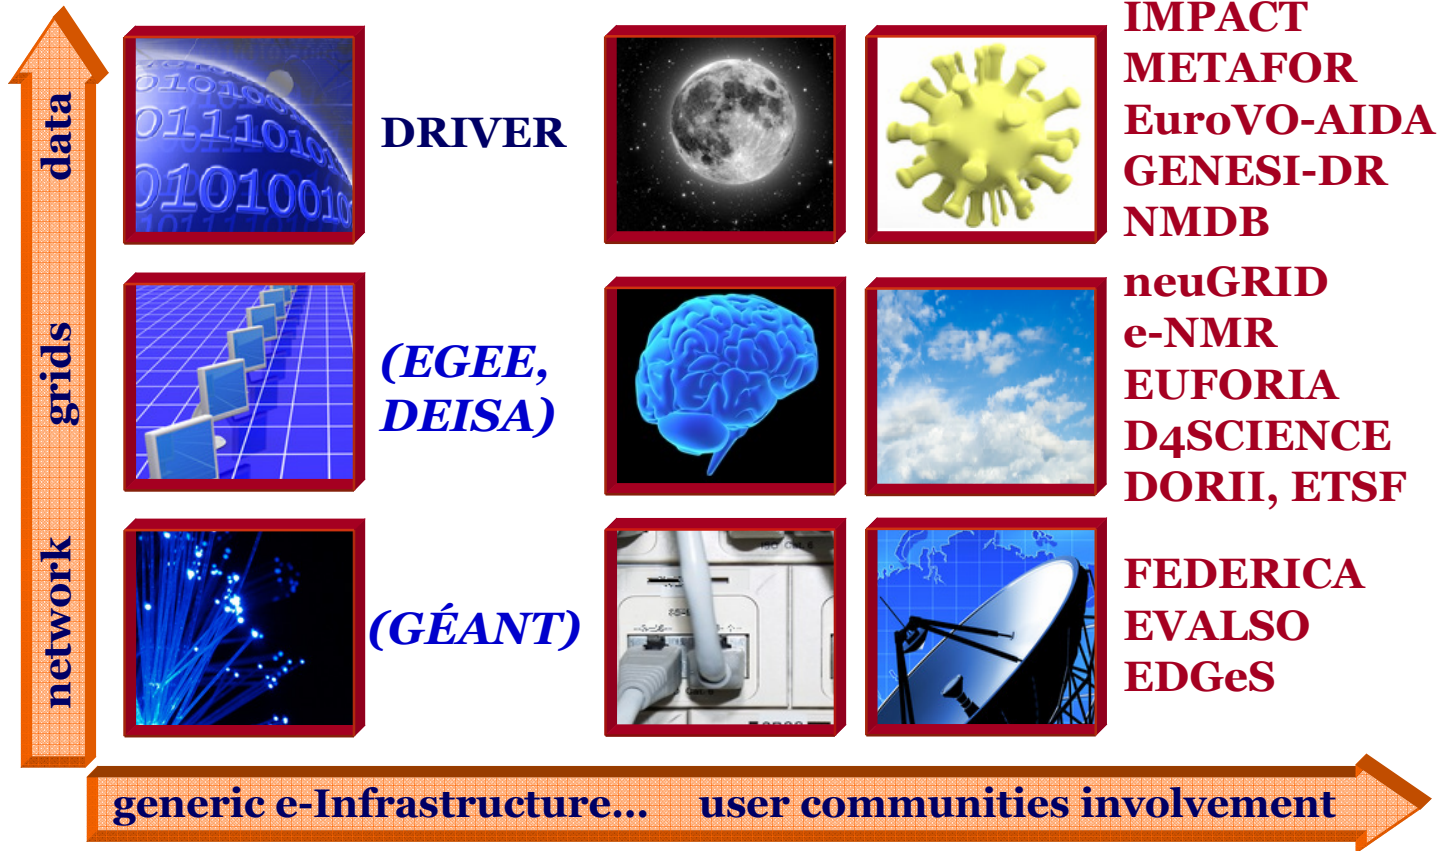 IMPACT
METAFOR
EuroVO-AIDA
GENESI-DR
NMDB
DRIVER
data
neuGRID
e-NMR
EUFORIA
D4SCIENCE
DORII, ETSF
(EGEE,
DEISA)
grids
FEDERICA
EVALSO
EDGeS
(GÉANT)
network
generic e-Infrastructure... user communities involvement